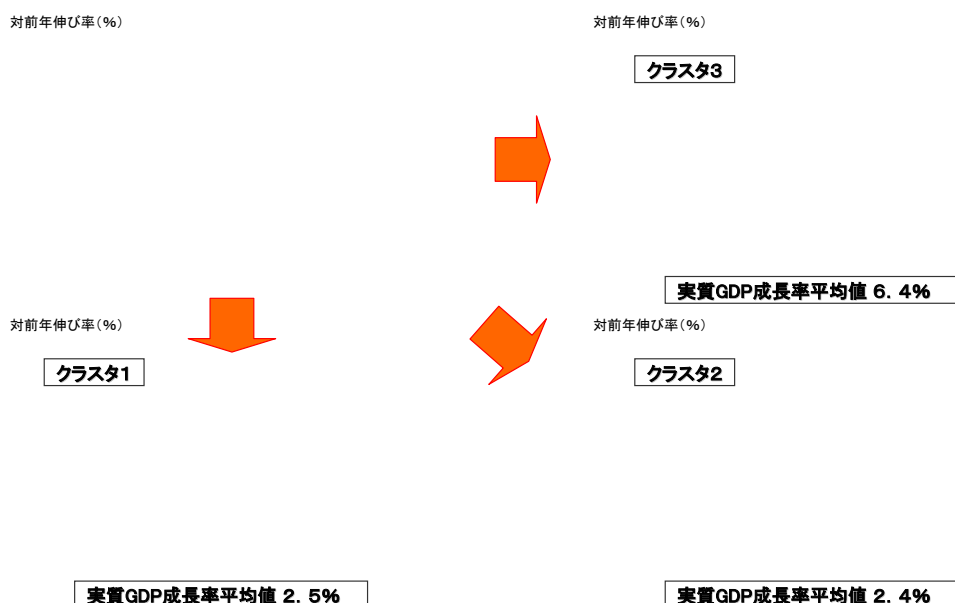 対前年伸び率(%)
対前年伸び率(%)
クラスタ3
実質GDP成長率平均値 6.4%
対前年伸び率(%)
対前年伸び率(%)
クラスタ1
クラスタ2
実質GDP成長率平均値 2.5%
実質GDP成長率平均値 2.4%